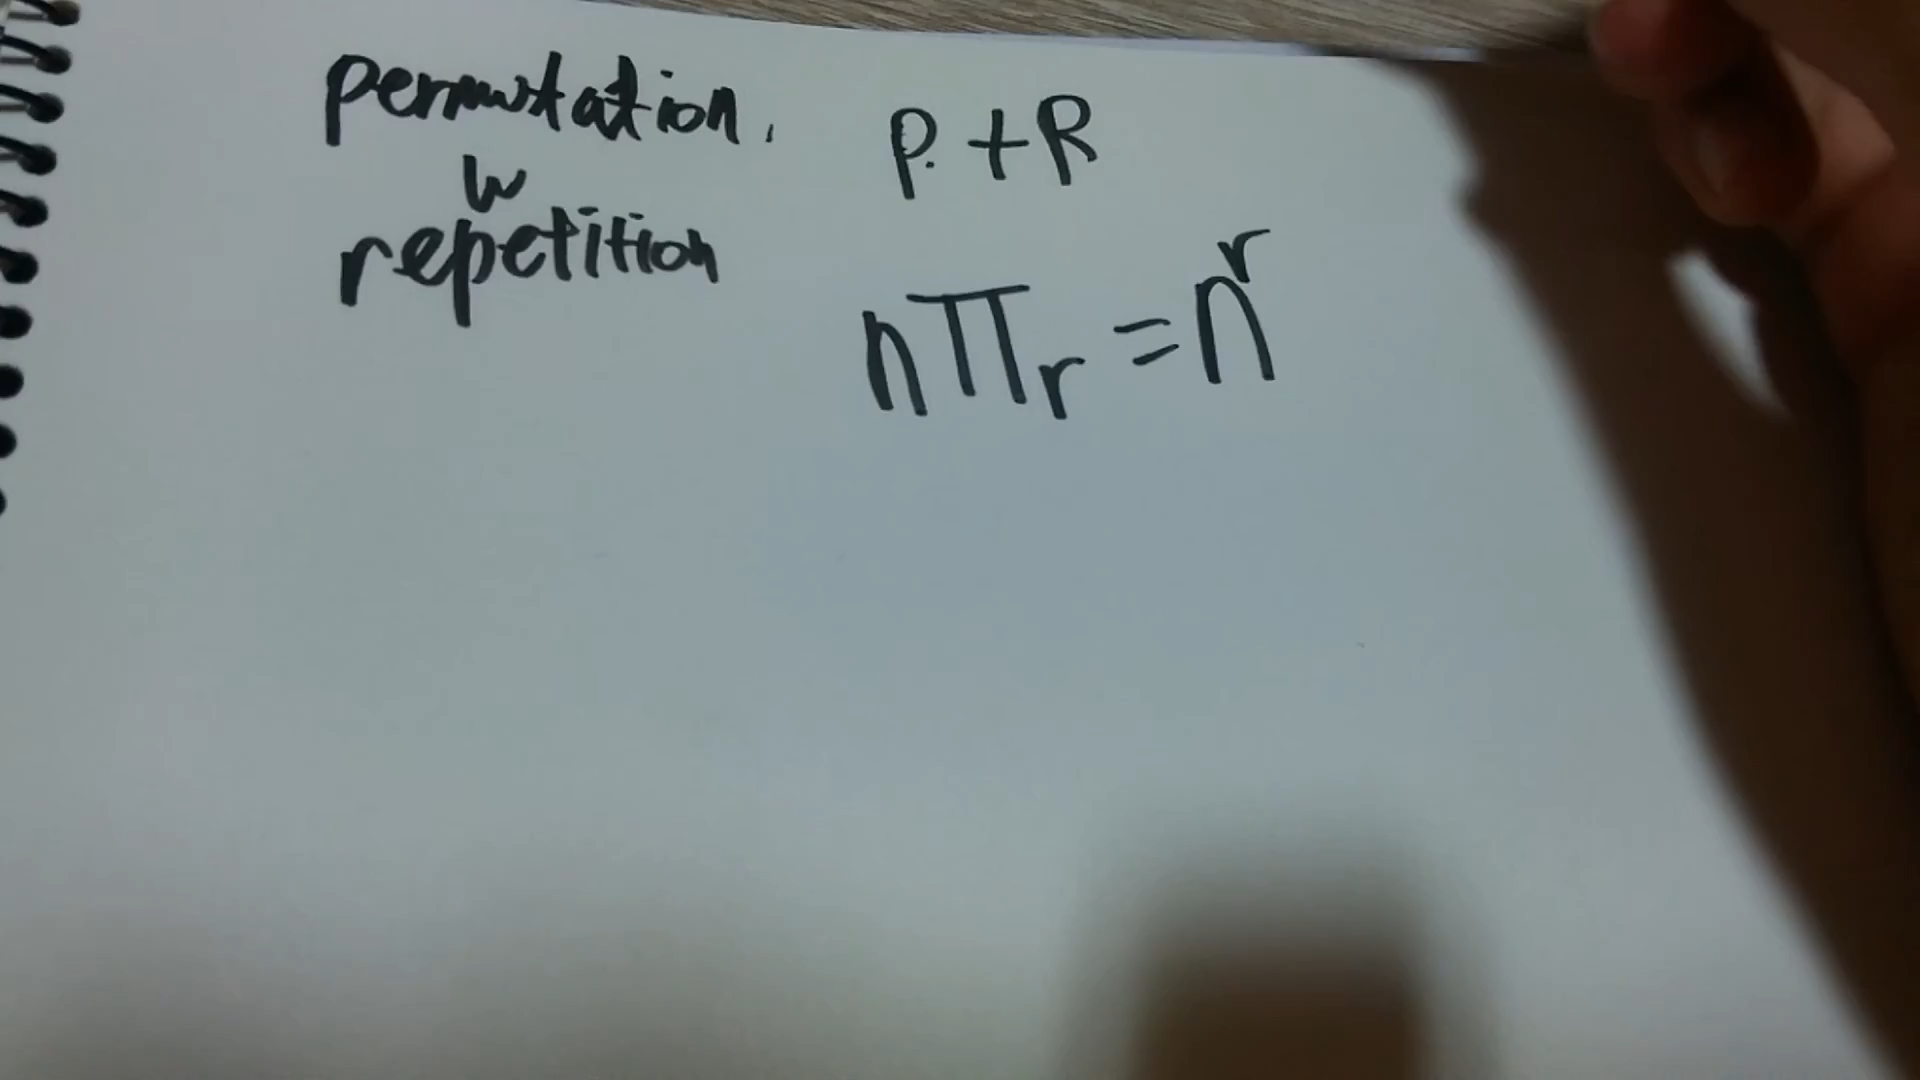 permutation.
w
repetition
P. + R
nΠr = n^r